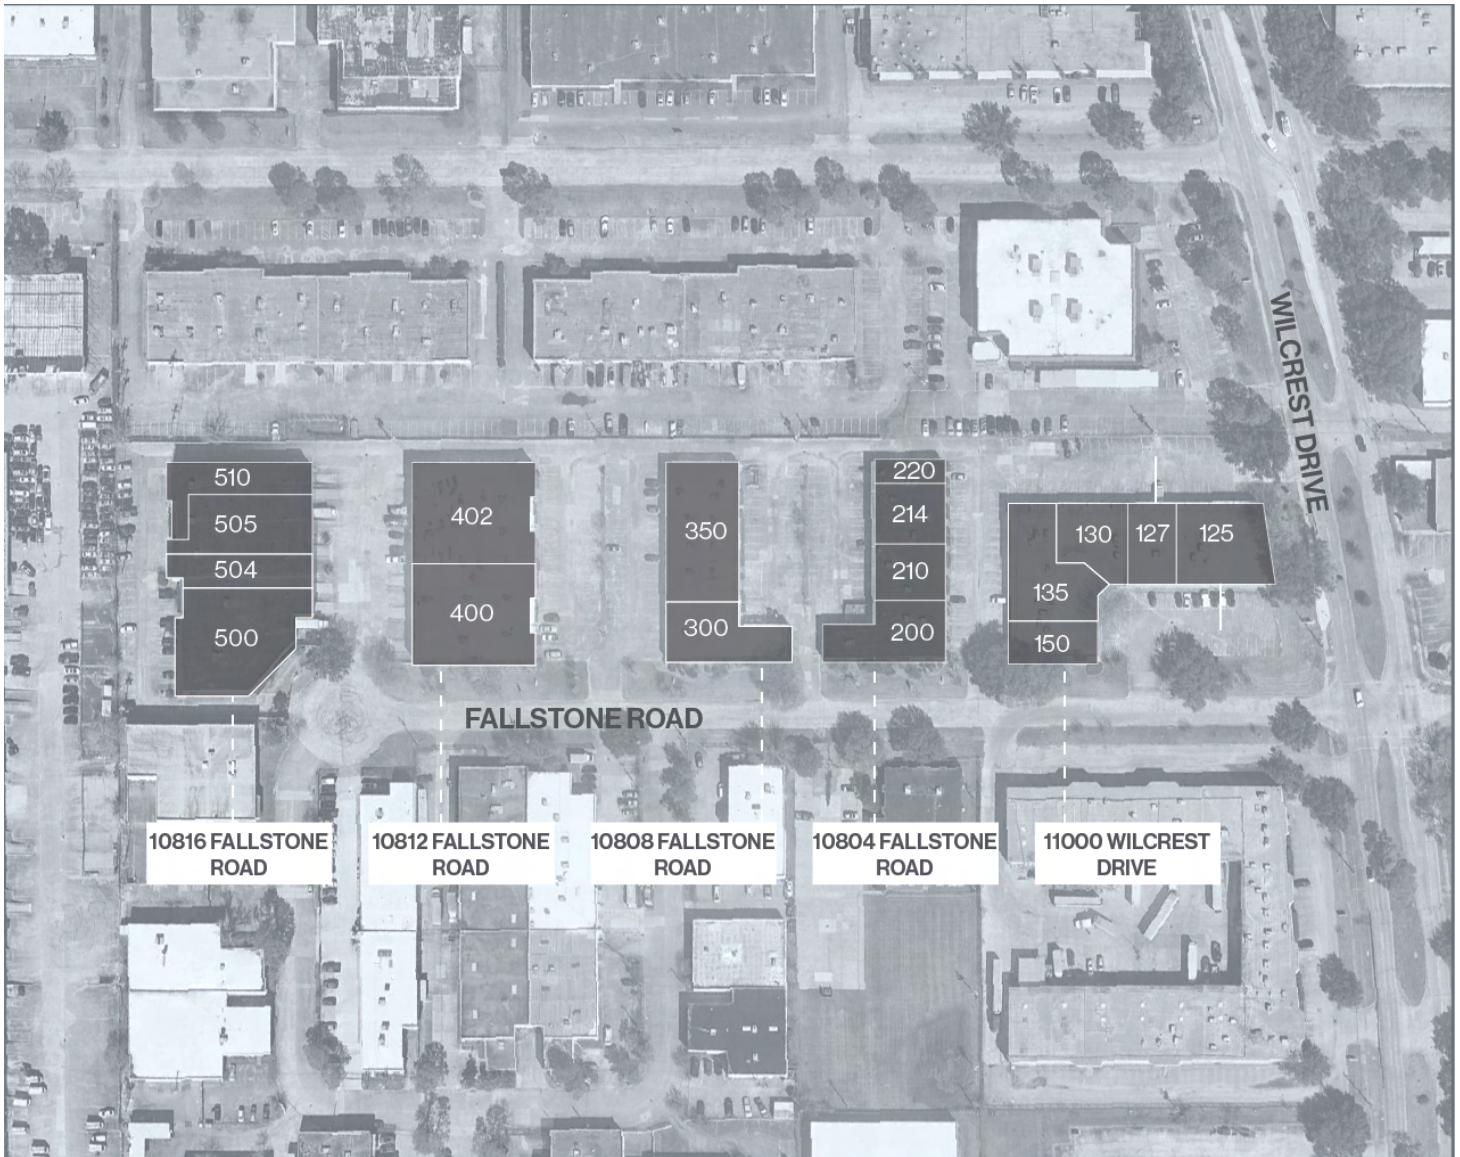 WILCREST DRIVE
510
505
504
500
402
400
350
300
220
214
210
200
130
127
125
135
150
FALLSTONE ROAD
10816 FALLSTONE
ROAD
10812 FALLSTONE
ROAD
10808 FALLSTONE
ROAD
10804 FALLSTONE
ROAD
11000 WILCREST
DRIVE